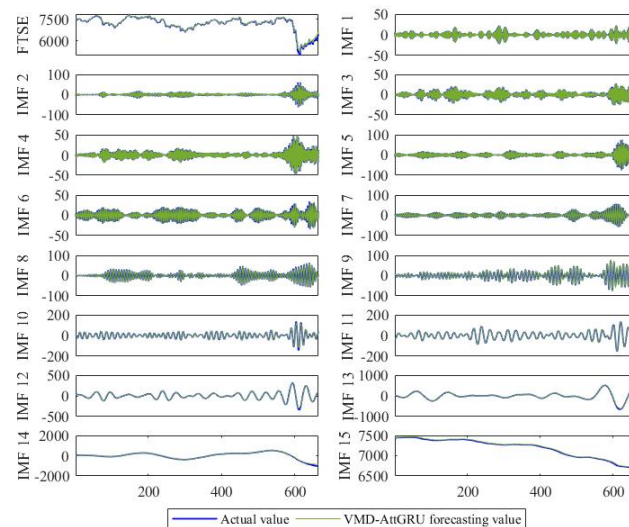 FTSE
7500
6000
IMF 1
50
0
-50
IMF 2
100
0
-100
IMF 3
50
0
-50
IMF 4
50
0
-50
IMF 5
100
0
-100
IMF 6
50
0
50
IMF 7
100
0
-100
IMF 8
100
0
-100
IMF 9
100
0
-100
IMF 10
200
0
-200
IMF 11
200
0
-200
IMF 12
500
0
-500
IMF 13
1000
0
-1000
IMF 14
2000
0
-2000
IMF 15
7500
7000
6500
200 400 600
200 400 600
Actual value VMD-AttGRU forecasting value